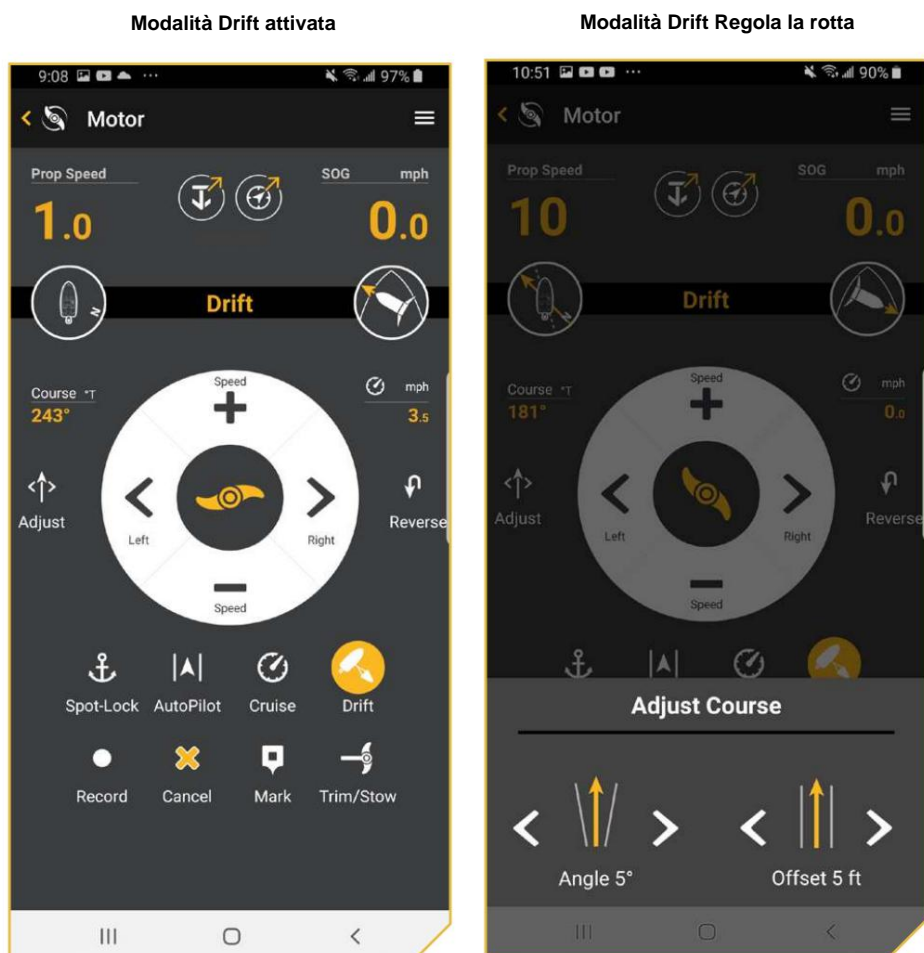 Modalità Drift attivata
9:08 97%
Motor
Prop Speed SOG mph
1.0 0.0
N
Drift
Course °T mph
243° 3.5
Speed
Adjust Left Right Reverse
Speed
Spot-Lock AutoPilot Cruise Drift
Record Cancel Mark Trim/Stow
Modalità Drift Regola la rotta
10:51 90%
Motor
Prop Speed SOG mph
10 0.0
N
Drift
Course °T mph
181° 0.0
Speed
Adjust Left Right Reverse
Speed
Adjust Course
Angle 5° Offset 5 ft